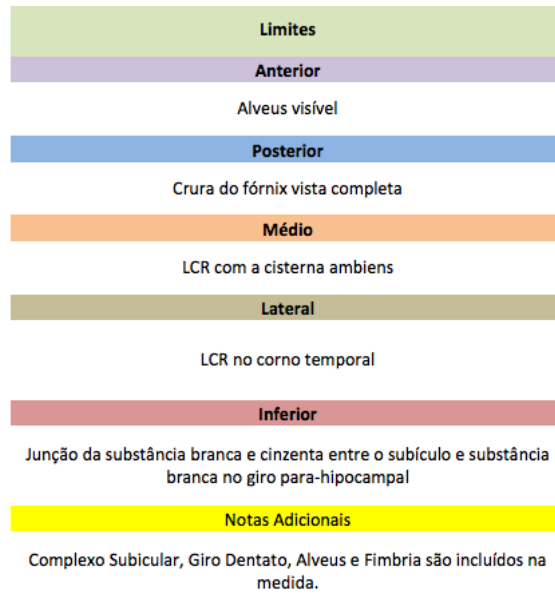 Limites
Anterior
Alveus visível
Posterior
Crura do fórnix vista completa
Médio
LCR com a cisterna ambiens
Lateral
LCR no corno temporal
Inferior
Junção da substância branca e cinzenta entre o subículo e substância
branca no giro para-hipocampal
Notas Adicionais
Complexo Subicular, Giro Dentato, Alveus e Fimbria são incluídos na
medida.